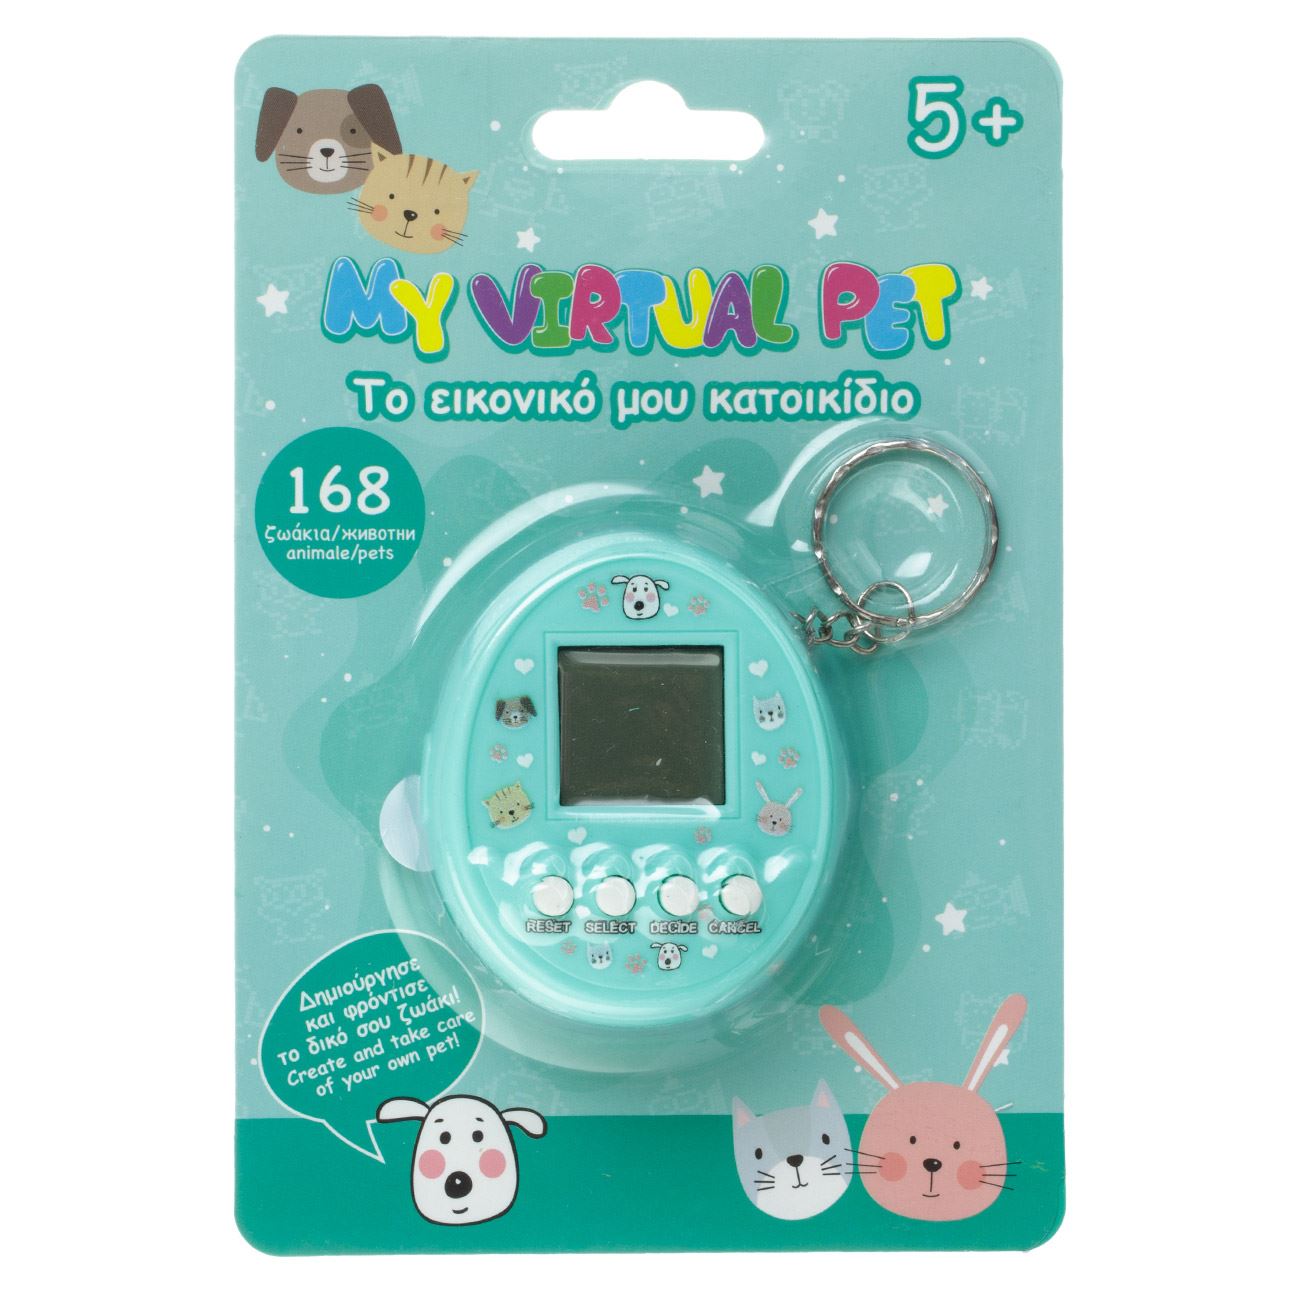 5+
MY VIRTUAL PET
Το εικονικό μου κατοικίδιο
168
ζωάκια/животни
animale/pets
RESET SELECT DECIDE CANCEL
Δημιούργησε
και φρόντισε
το δικό σου ζωάκι!
Create and take care
of your own pet!